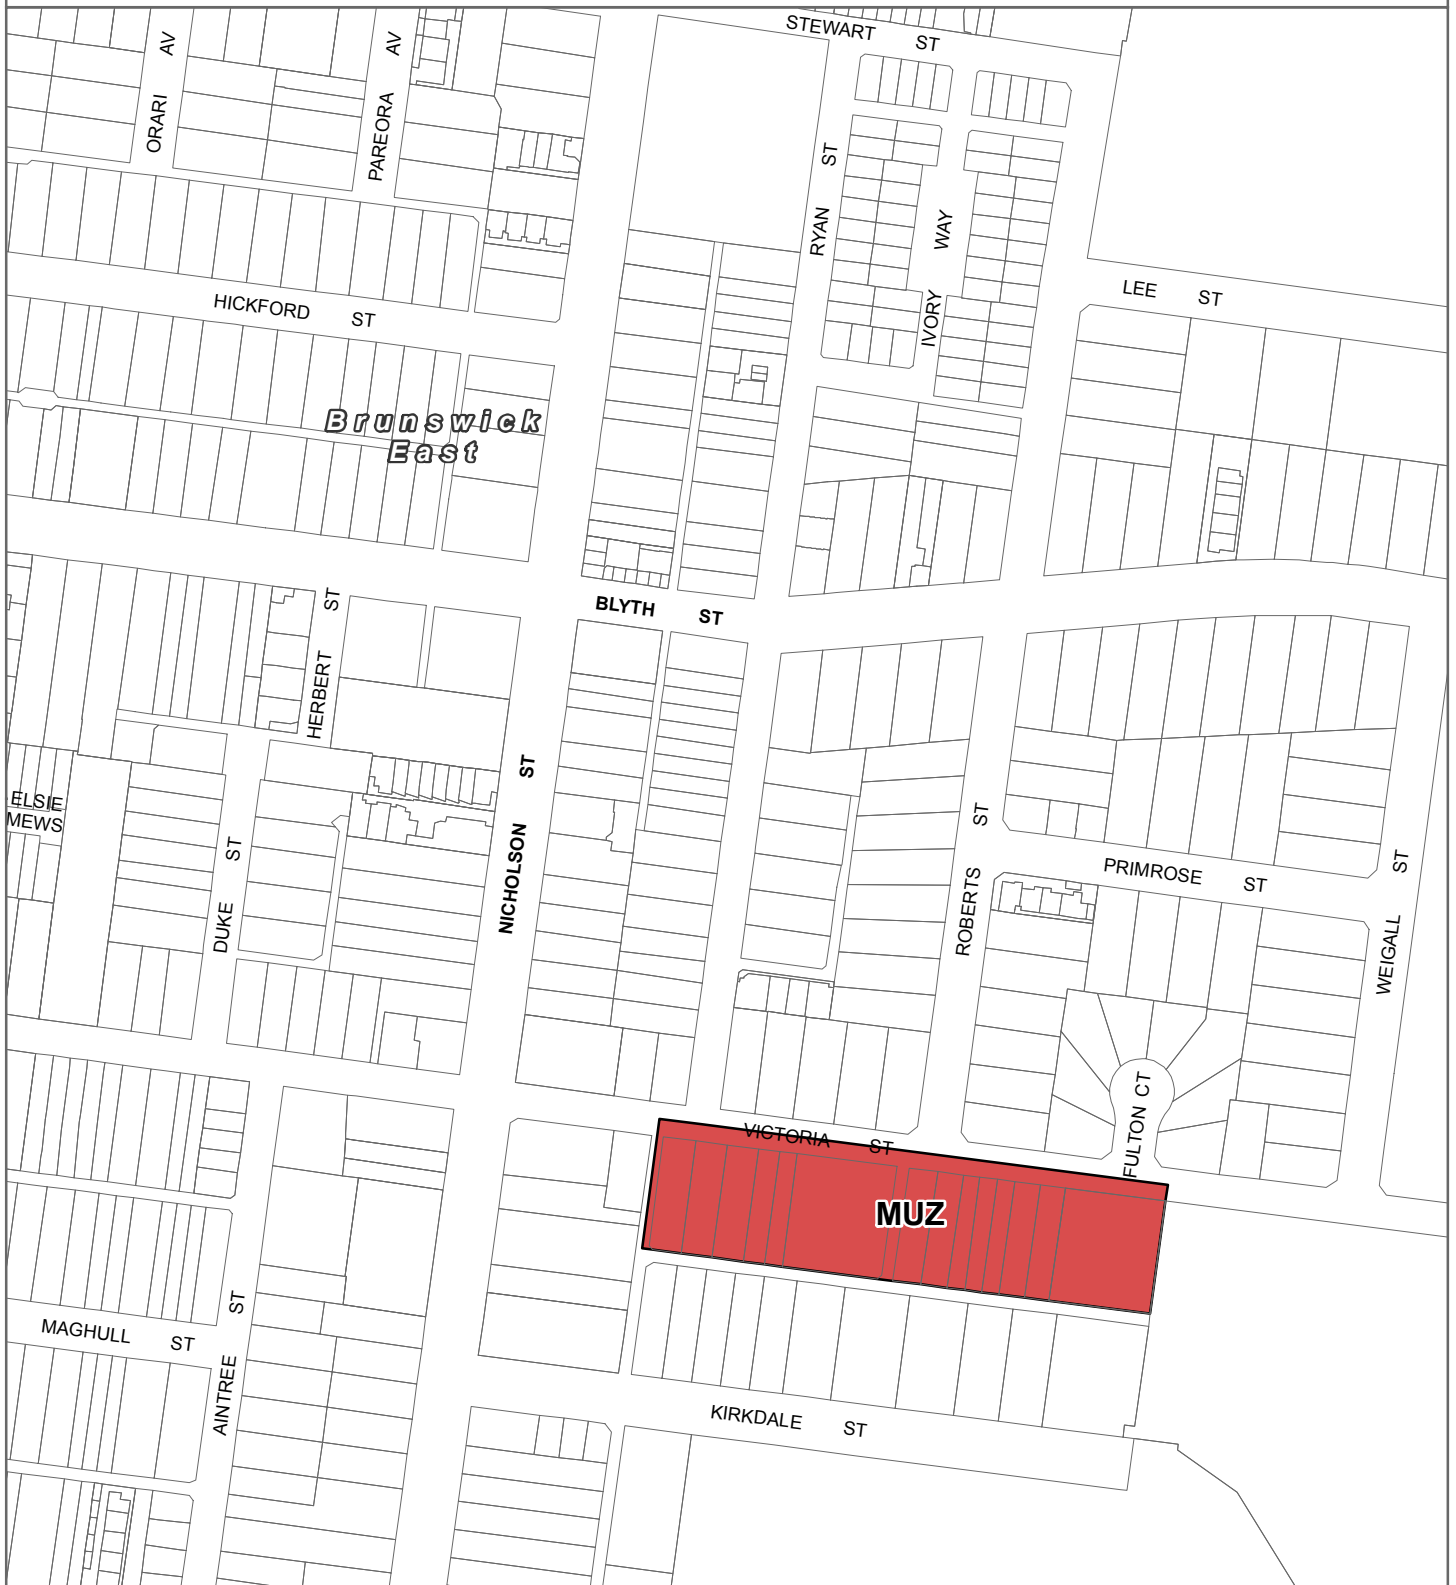 STEWART ST
ORARI AV
PAREORA AV
RYAN ST
IVORY WAY
LEE ST
HICKFORD ST
Brunswick
East
BLYTH ST
HERBERT ST
NICHOLSON ST
ELSIE
MEWS
DUKE ST
ROBERTS ST
PRIMROSE ST
WEIGALL ST
FULTON CT
VICTORIA ST
MUZ
MAGHULL ST
AINTREE ST
KIRKDALE ST